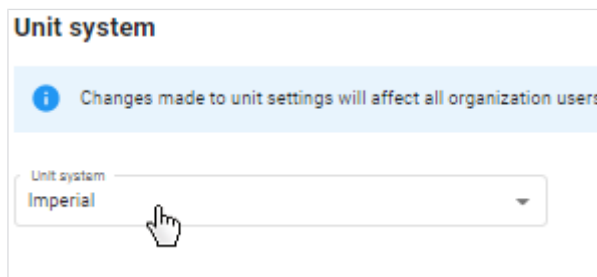 Unit system
Changes made to unit settings will affect all organization users
Unit system
Imperial